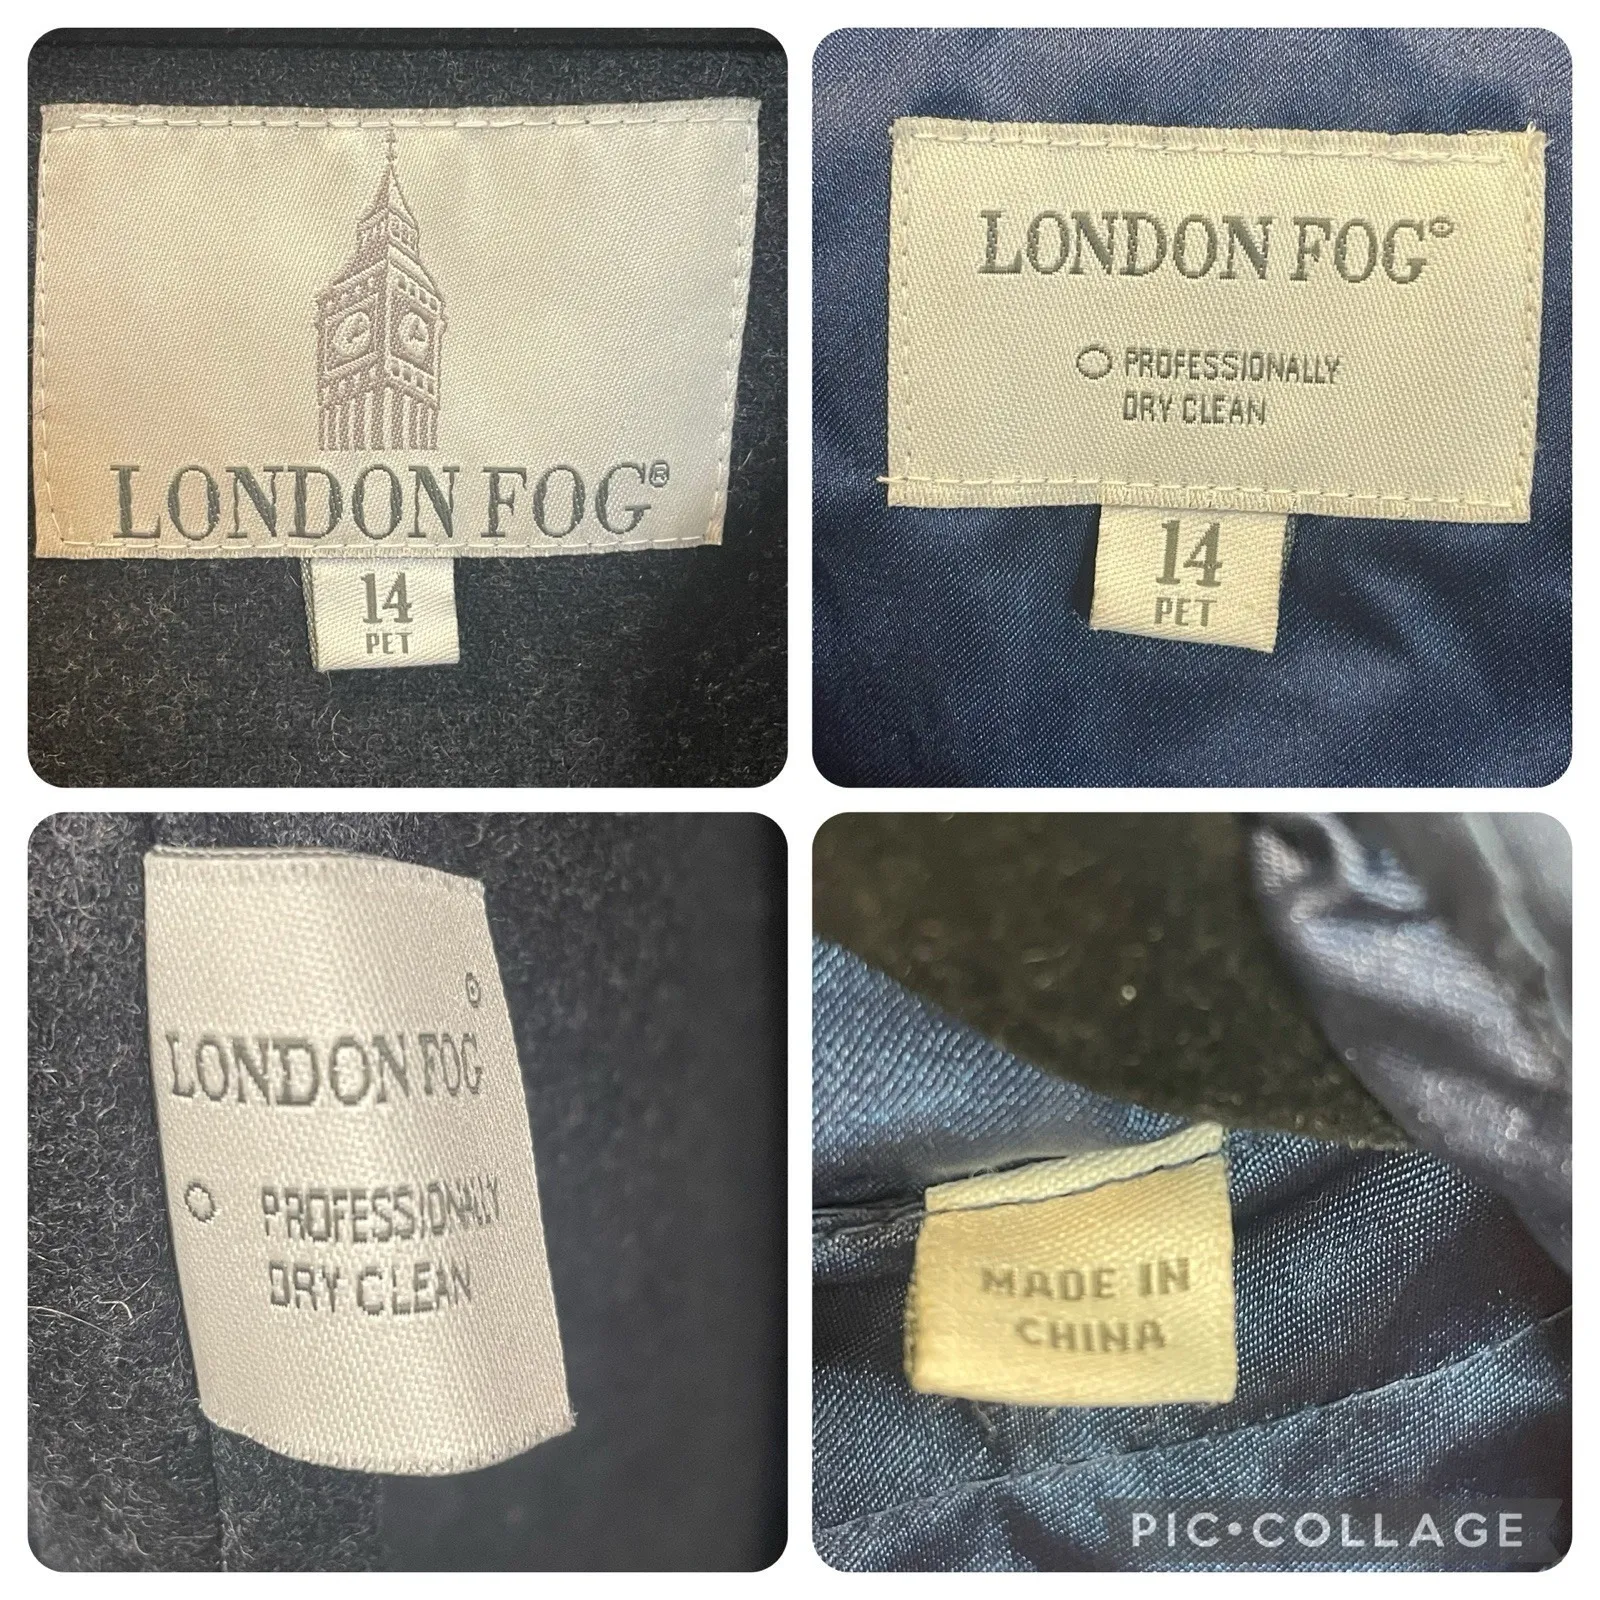 LONDON FOG®
14
PET
LONDON FOG®
PROFESSIONALLY
DRY CLEAN
14
PET
LONDON FOG®
PROFESSIONALLY
DRY CLEAN
MADE IN
CHINA
PIC•COLLAGE